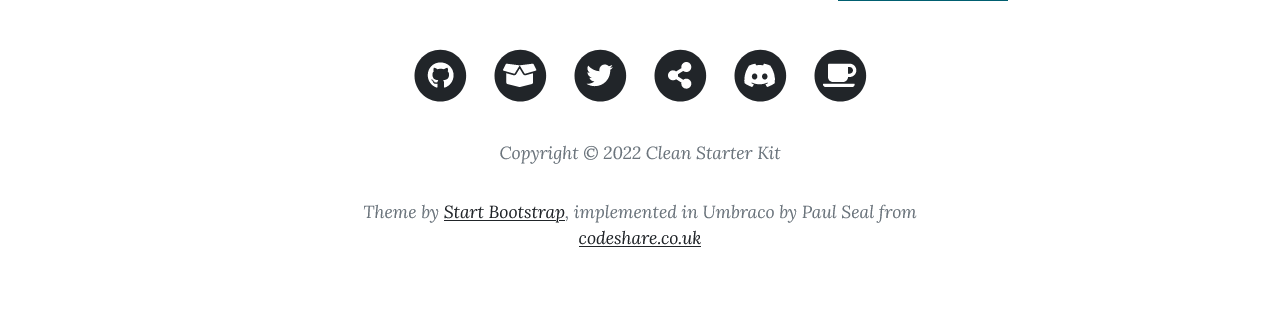 Copyright © 2022 Clean Starter Kit
Theme by Start Bootstrap, implemented in Umbraco by Paul Seal from
codeshare.co.uk